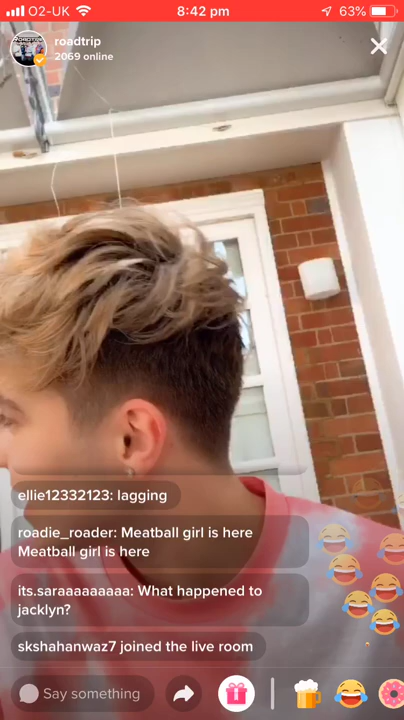 O2-UK 8:42 pm 63%
roadtrip
2069 online
ellie12332123: lagging
roadie_roader: Meatball girl is here
Meatball girl is here
its.saraaaaaaaaa: What happened to
jacklyn?
skshahanwaz7 joined the live room
Say something